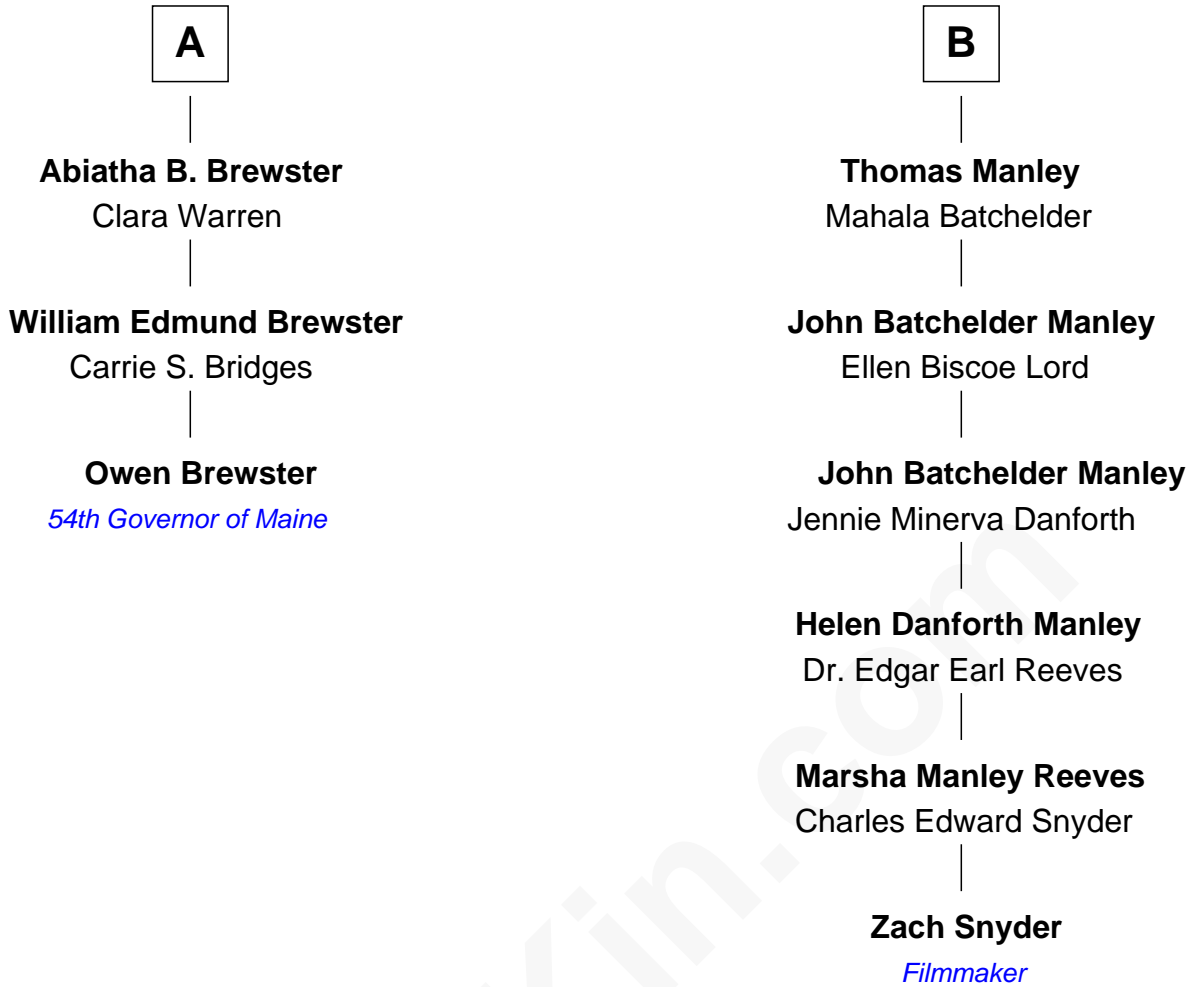 A
Abiatha B. Brewster
Clara Warren
William Edmund Brewster
Carrie S. Bridges
Owen Brewster
54th Governor of Maine
B
Thomas Manley
Mahala Batchelder
John Batchelder Manley
Ellen Biscoe Lord
John Batchelder Manley
Jennie Minerva Danforth
Helen Danforth Manley
Dr. Edgar Earl Reeves
Marsha Manley Reeves
Charles Edward Snyder
Zach Snyder
Filmmaker